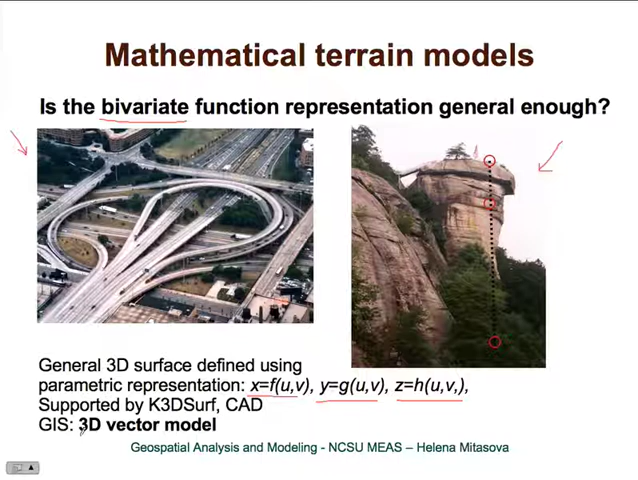 Mathematical terrain models
Is the bivariate function representation general enough?
General 3D surface defined using
parametric representation: x=f(u,v), y=g(u,v), z=h(u,v,),
Supported by K3DSurf, CAD
GIS: 3D vector model
Geospatial Analysis and Modeling - NCSU MEAS – Helena Mitasova